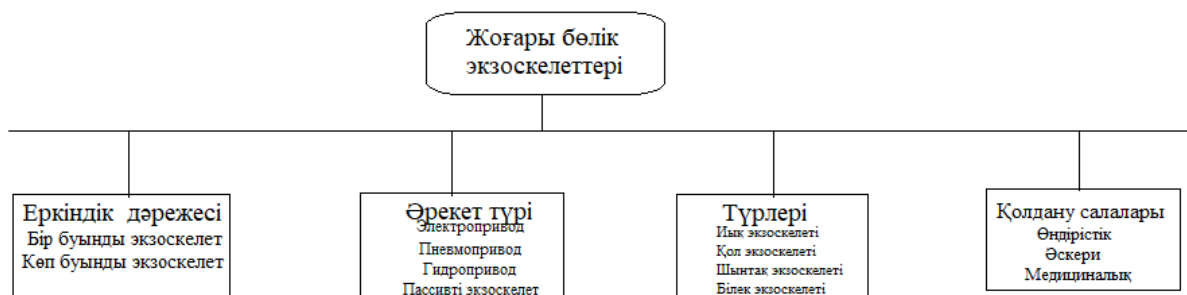 Жоғары бөлік
экзоскелеттері
Еркіндік дәрежесі
Бір буынды экзоскелет
Көп буынды экзоскелет
Әрекет түрі
Электропривод
Пневмопривод
Гидропривод
Пассивті экзоскелет
Түрлері
Иық экзоскелеті
Қол экзоскелеті
Шынтақ экзоскелеті
Білек экзоскелеті
Қолдану салалары
Өндірістік
Әскери
Медициналық